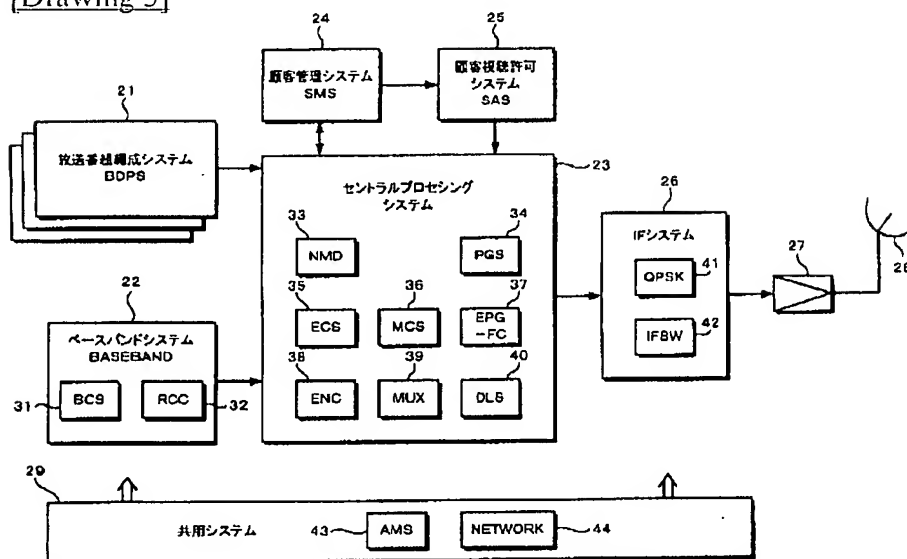 [Drawing 3]
24
顧客管理システム
SMS
25
顧客視聴許可
システム
SAS
21
放送番組編成システム
BDPS
23
セントラルプロセシング
システム
33
NMD
34
PGS
35
ECS
36
MCS
37
EPG
-FC
38
ENC
39
MUX
40
DLS
22
ベースバンドシステム
BASEBAND
31
BCS
RCC
32
26
IFシステム
QPSK
41
IFSW
42
27
28
29
共用システム
43
AMS
NETWORK
44